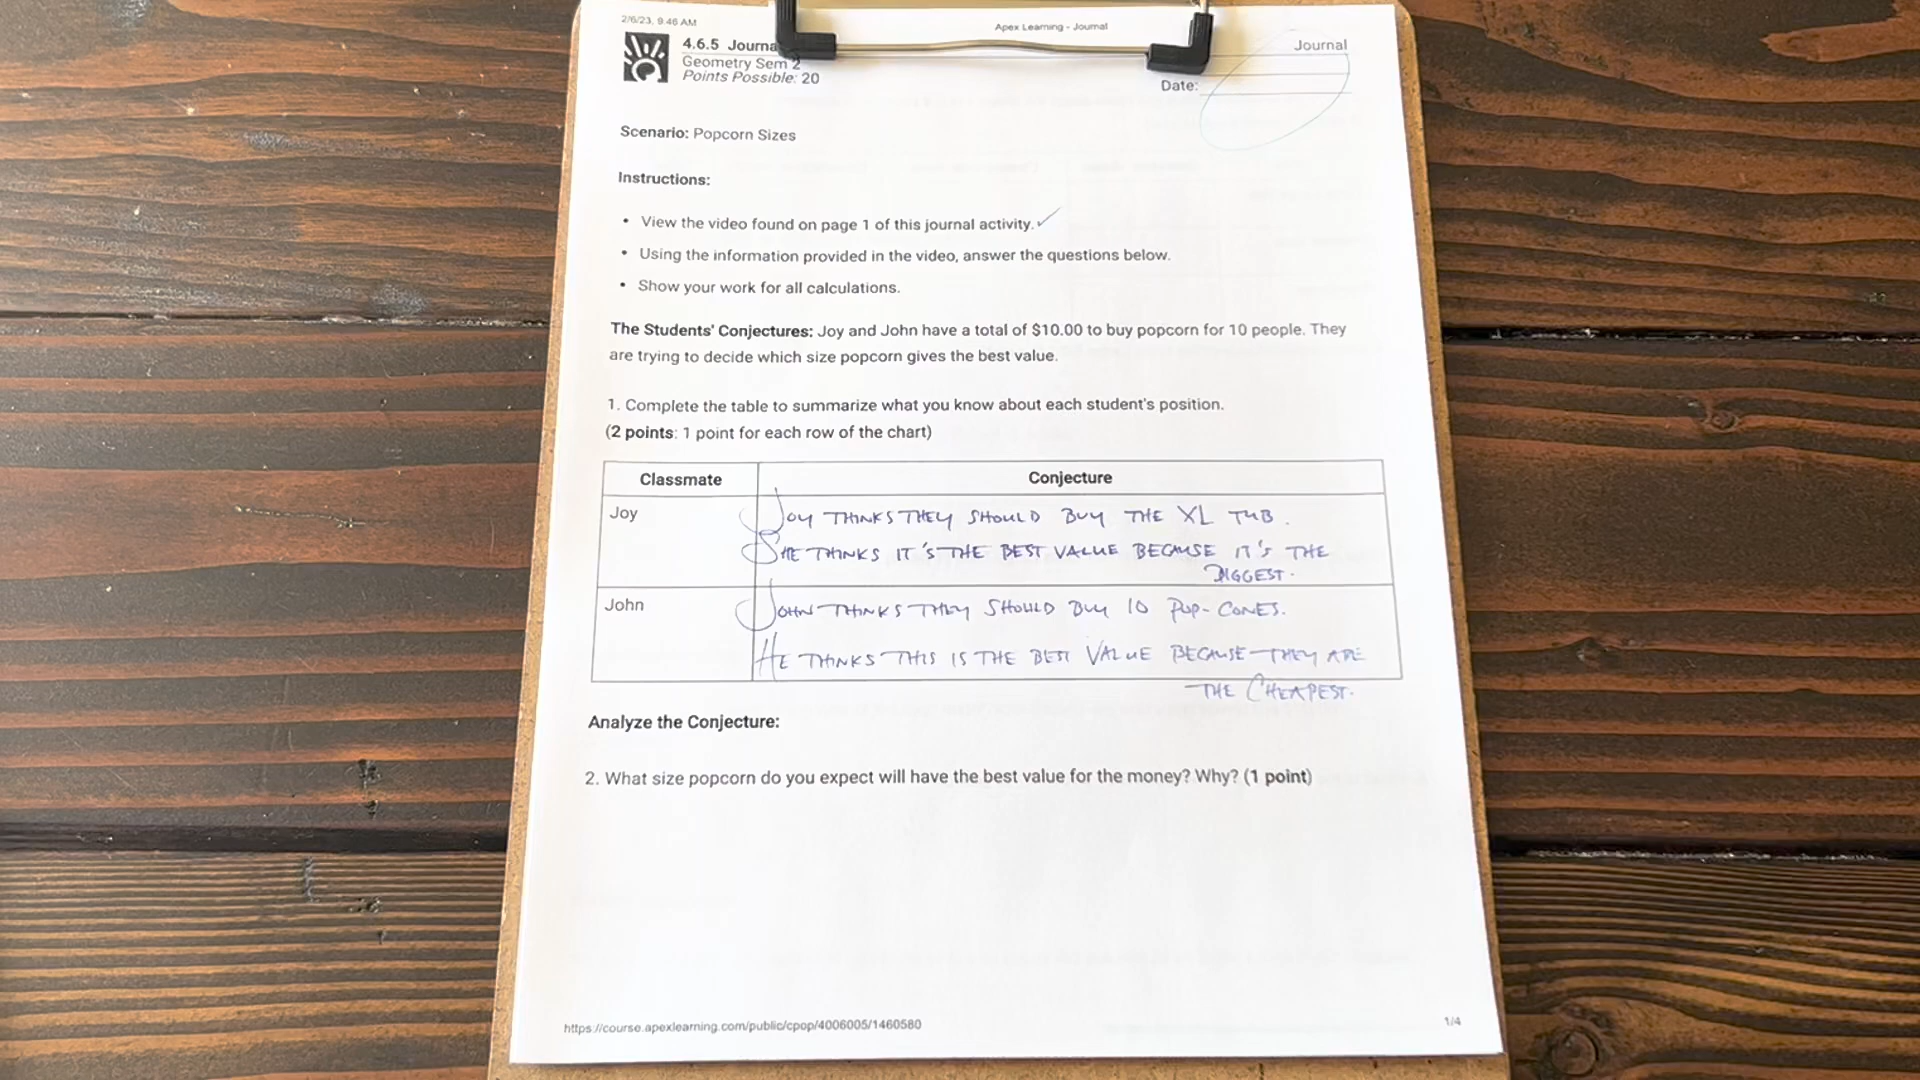 2/6/23, 9:46 AM
Apex Learning - Journal
4.6.5 Journa
Journal
Geometry Sem 2
Points Possible: 20
Date:
Scenario: Popcorn Sizes
Instructions:
• View the video found on page 1 of this journal activity. ✓
• Using the information provided in the video, answer the questions below.
• Show your work for all calculations.
The Students' Conjectures: Joy and John have a total of $10.00 to buy popcorn for 10 people. They
are trying to decide which size popcorn gives the best value.
1. Complete the table to summarize what you know about each student's position.
(2 points: 1 point for each row of the chart)
Classmate Conjecture
Joy
JOY THINKS THEY SHOULD BUY THE XL TUB.
SHE THINKS IT'S THE BEST VALUE BECAUSE IT'S THE
BIGGEST.
John
JOHN THINKS THEY SHOULD BUY 10 POP-CONES.
HE THINKS THIS IS THE BEST VALUE BECAUSE THEY ARE
THE CHEAPEST.
Analyze the Conjecture:
2. What size popcorn do you expect will have the best value for the money? Why? (1 point)
https://course.apexlearning.com/public/cpop/4006005/1460580
1/4